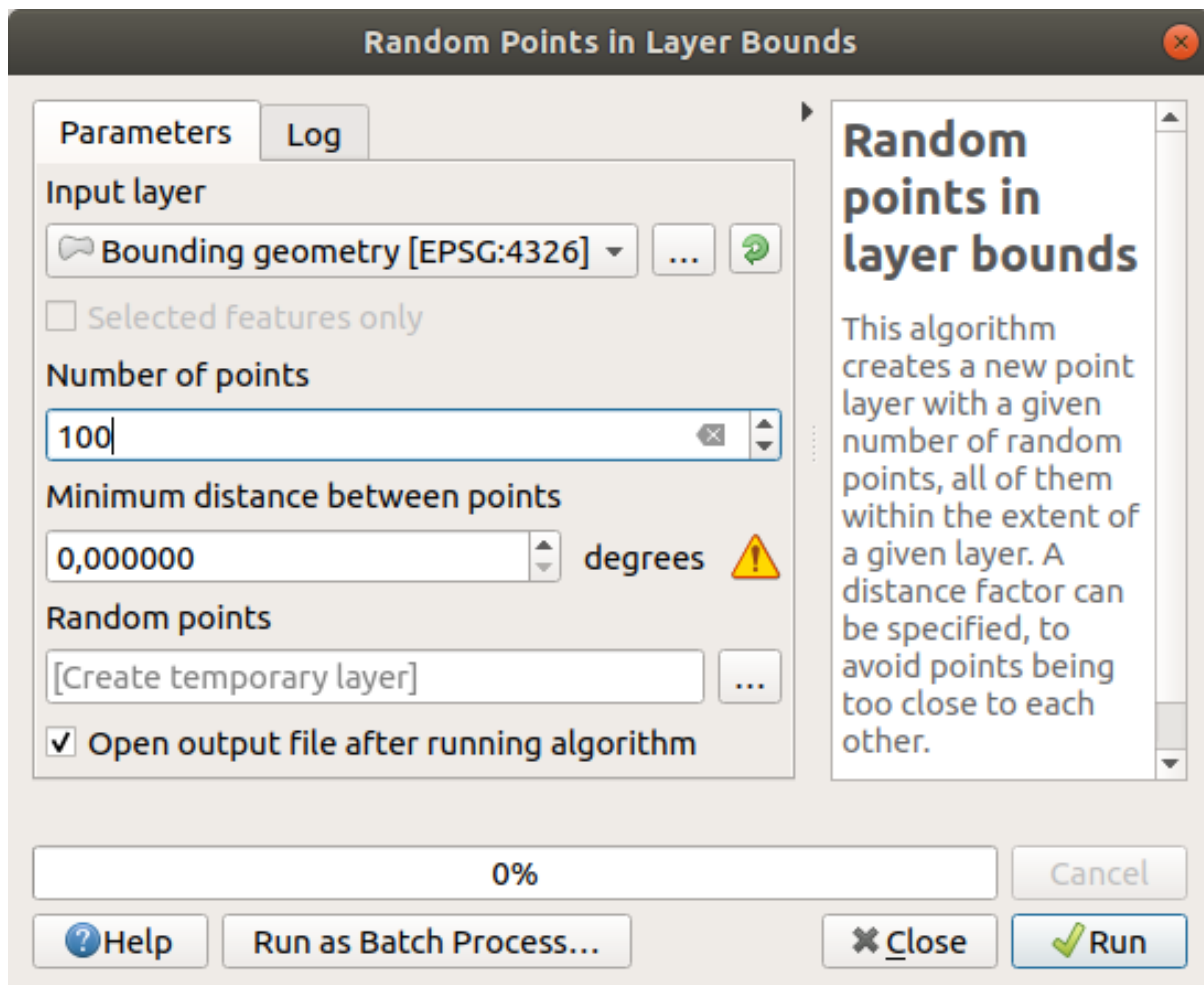 Random Points in Layer Bounds
Parameters
Log
Input layer
Bounding geometry [EPSG:4326]
...
Selected features only
Number of points
100
Minimum distance between points
0,000000
degrees
Random points
[Create temporary layer]
...
Open output file after running algorithm
Random
points in
layer bounds
This algorithm
creates a new point
layer with a given
number of random
points, all of them
within the extent of
a given layer. A
distance factor can
be specified, to
avoid points being
too close to each
other.
0%
Cancel
Help
Run as Batch Process...
Close
Run